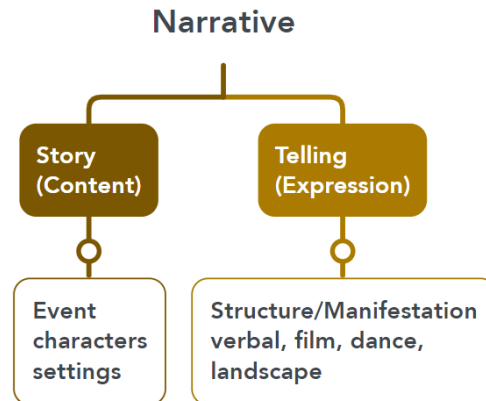 Narrative
Story
(Content)
Telling
(Expression)
Event
characters
settings
Structure/Manifestation
verbal, film, dance,
landscape